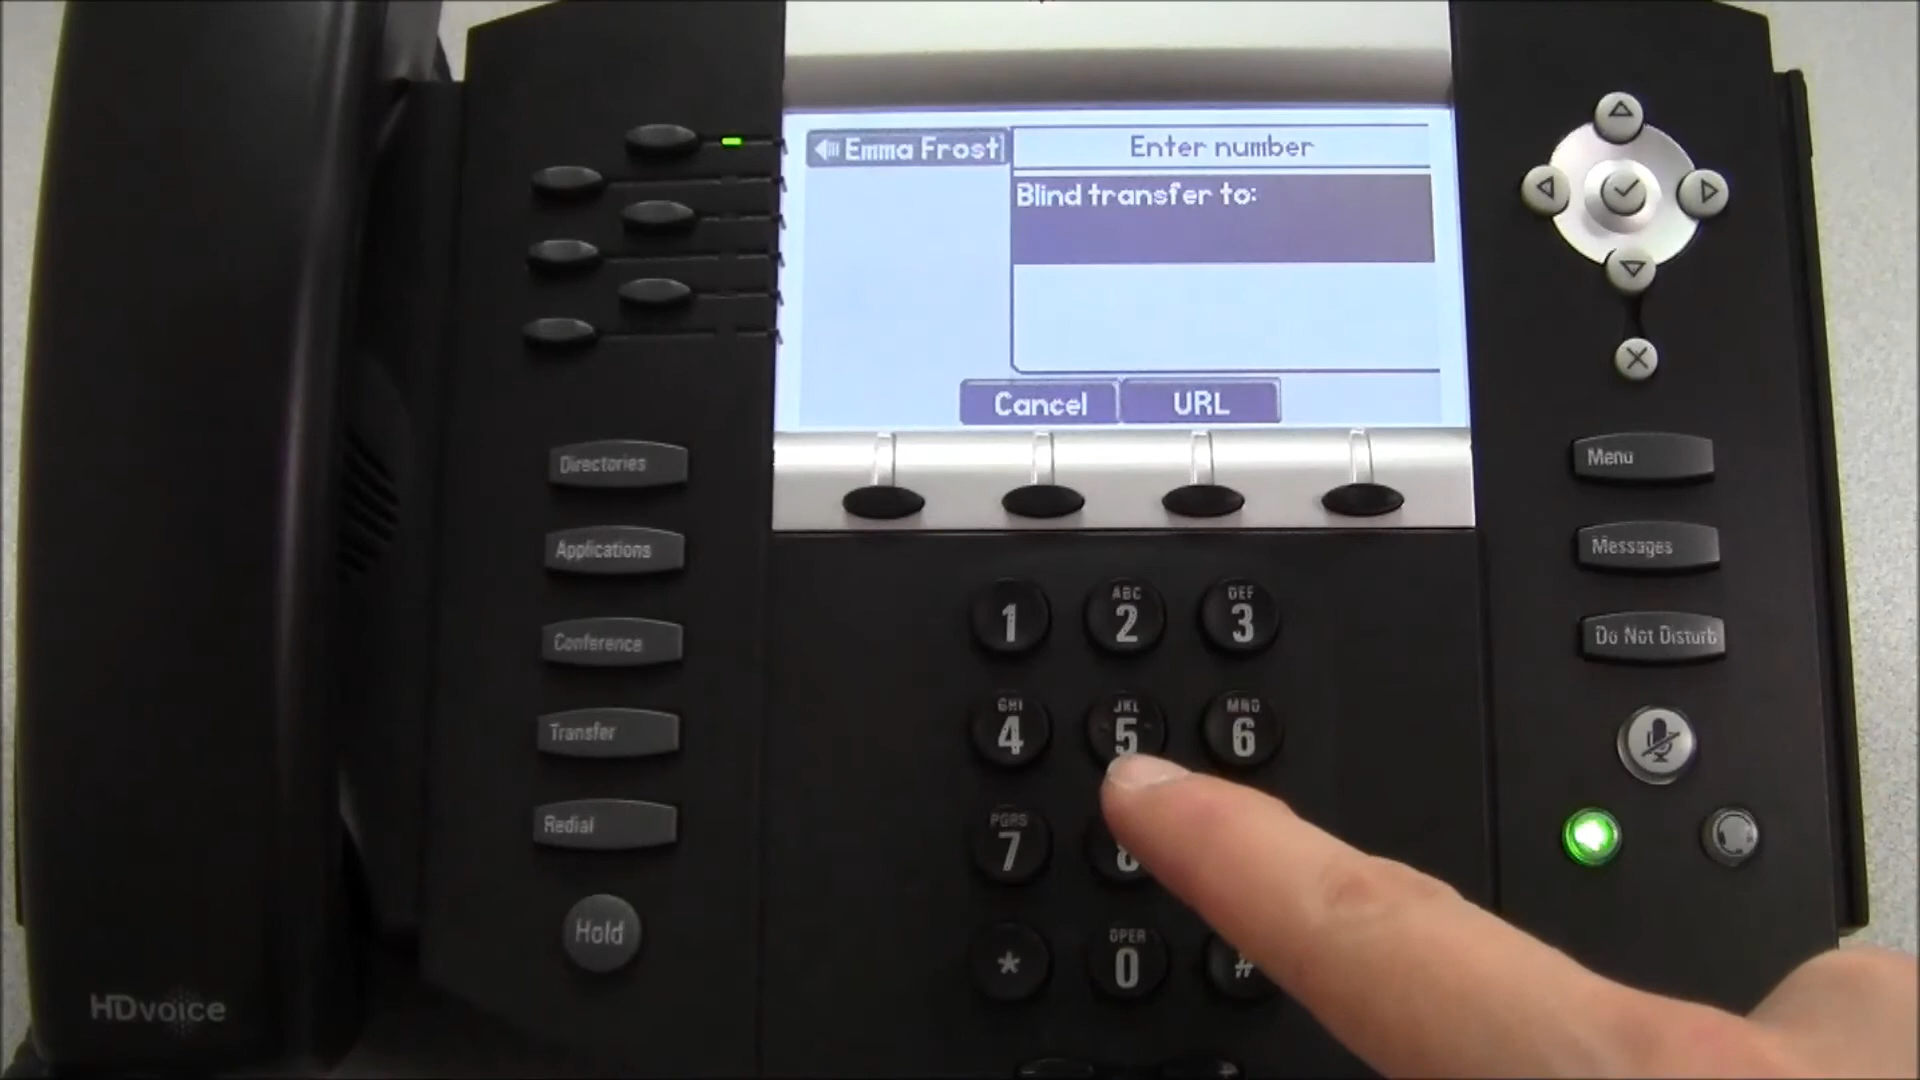 Emma Frost
Enter number
Blind transfer to:
Cancel
URL
Directories
Applications
Conference
Transfer
Redial
Hold
HDvoice
1
ABC
2
DEF
3
GHI
4
JKL
5
MNO
6
PQRS
7
8
*
OPER
0
#
Menu
Messages
Do Not Disturb
-
+